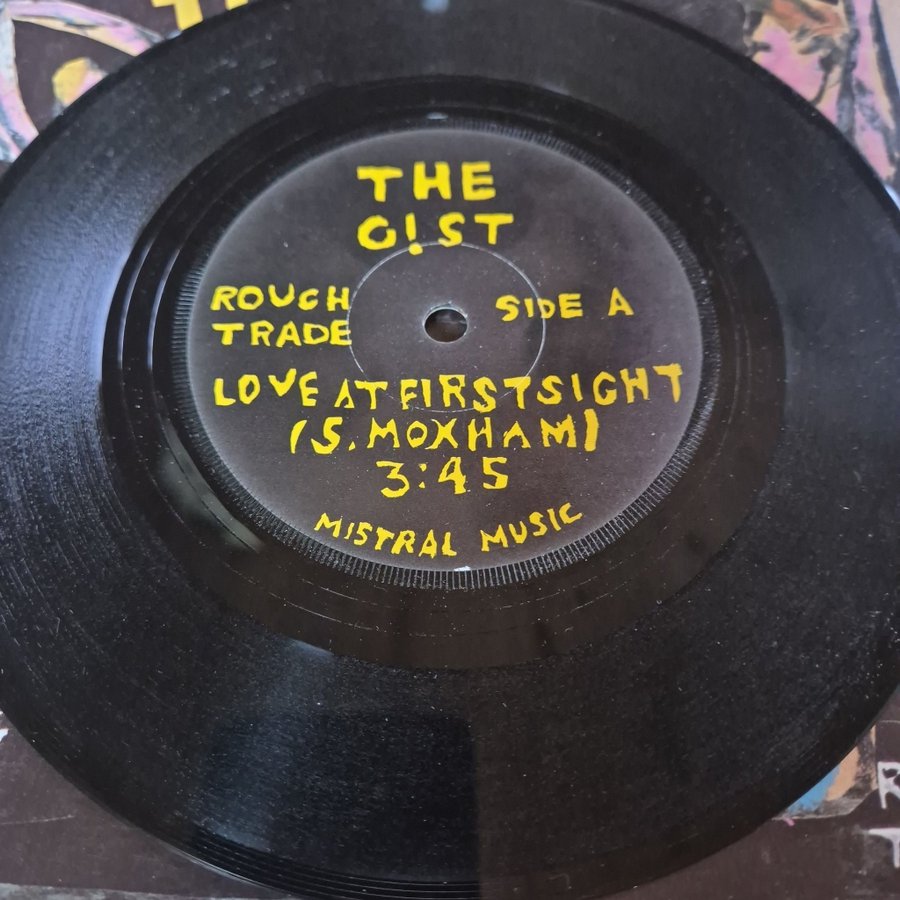 THE
G!ST
ROUGH
TRADE
SIDE A
LOVE AT FIRST SIGHT
(S. MOXHAM)
3:45
MISTRAL MUSIC